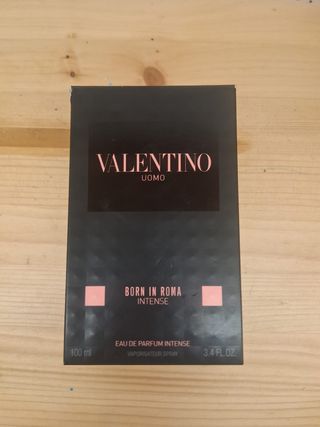 VALENTINO
UOMO
BORN IN ROMA
INTENSE
EAU DE PARFUM INTENSE
100 ml VAPORISATEUR SPRAY 3.4 FL. OZ.